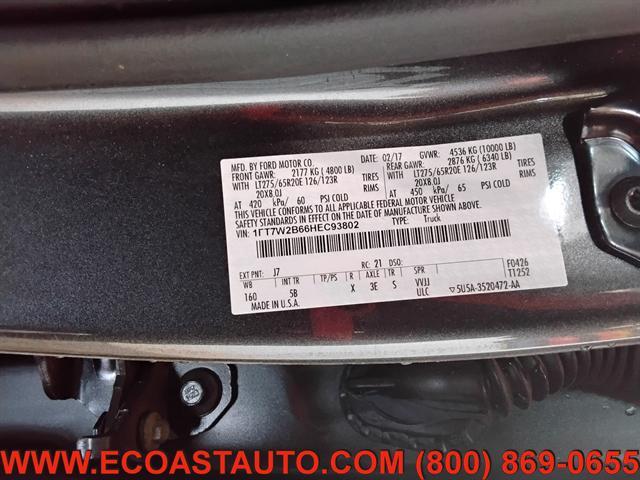 MFD. BY FORD MOTOR CO.
DATE: 02/17 GVWR: 4536 KG (10000 LB)
FRONT GAWR: 2177 KG ( 4800 LB) REAR GAWR: 2876 KG ( 6340 LB)
WITH LT275/65R20E 126/123R TIRES WITH LT275/65R20E 126/123R TIRES
20X8.0J RIMS 20X8.0J RIMS
AT 420 kPa/ 60 PSI COLD AT 450 kPa/ 65 PSI COLD
THIS VEHICLE CONFORMS TO ALL APPLICABLE FEDERAL MOTOR VEHICLE
SAFETY STANDARDS IN EFFECT ON THE DATE OF MANUFACTURE SHOWN ABOVE.
VIN: 1FT7W2B66HEC93802
TYPE: Truck
EXT PNT: J7 RC: 21 DSO: F0426
WB INT TR TP/PS R AXLE TR SPR T1252
160 5B X 3E S VVJJ
MADE IN U.S.A. ULC ▽5U5A-3520472-AA
WWW.ECOASTAUTO.COM (800) 869-0655